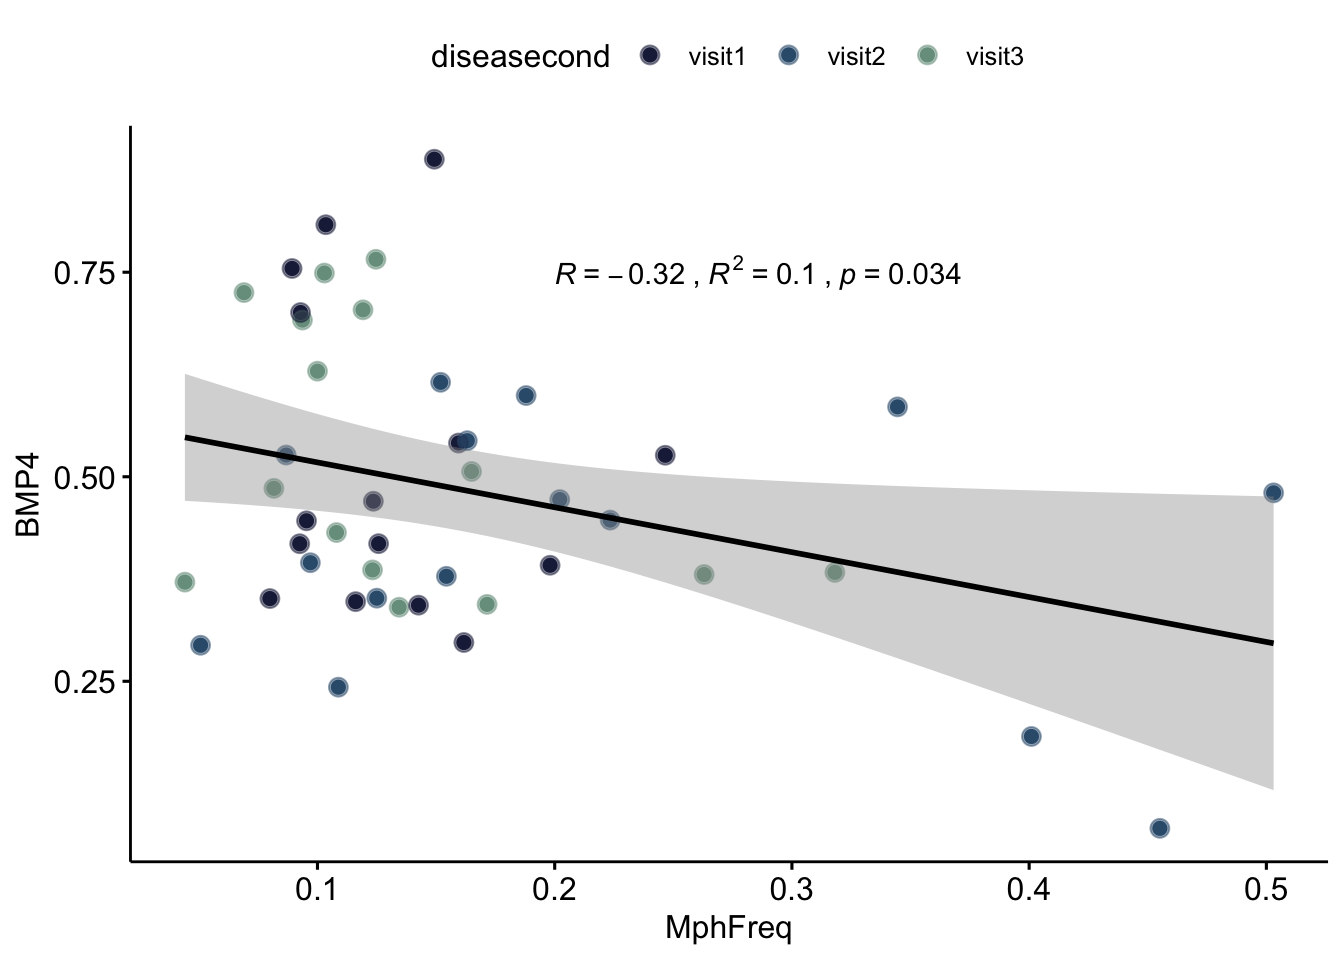 diseasecond visit1 visit2 visit3
R = −0.32 , R² = 0.1 , p = 0.034
BMP4
0.75
0.50
0.25
0.1 0.2 0.3 0.4 0.5
MphFreq